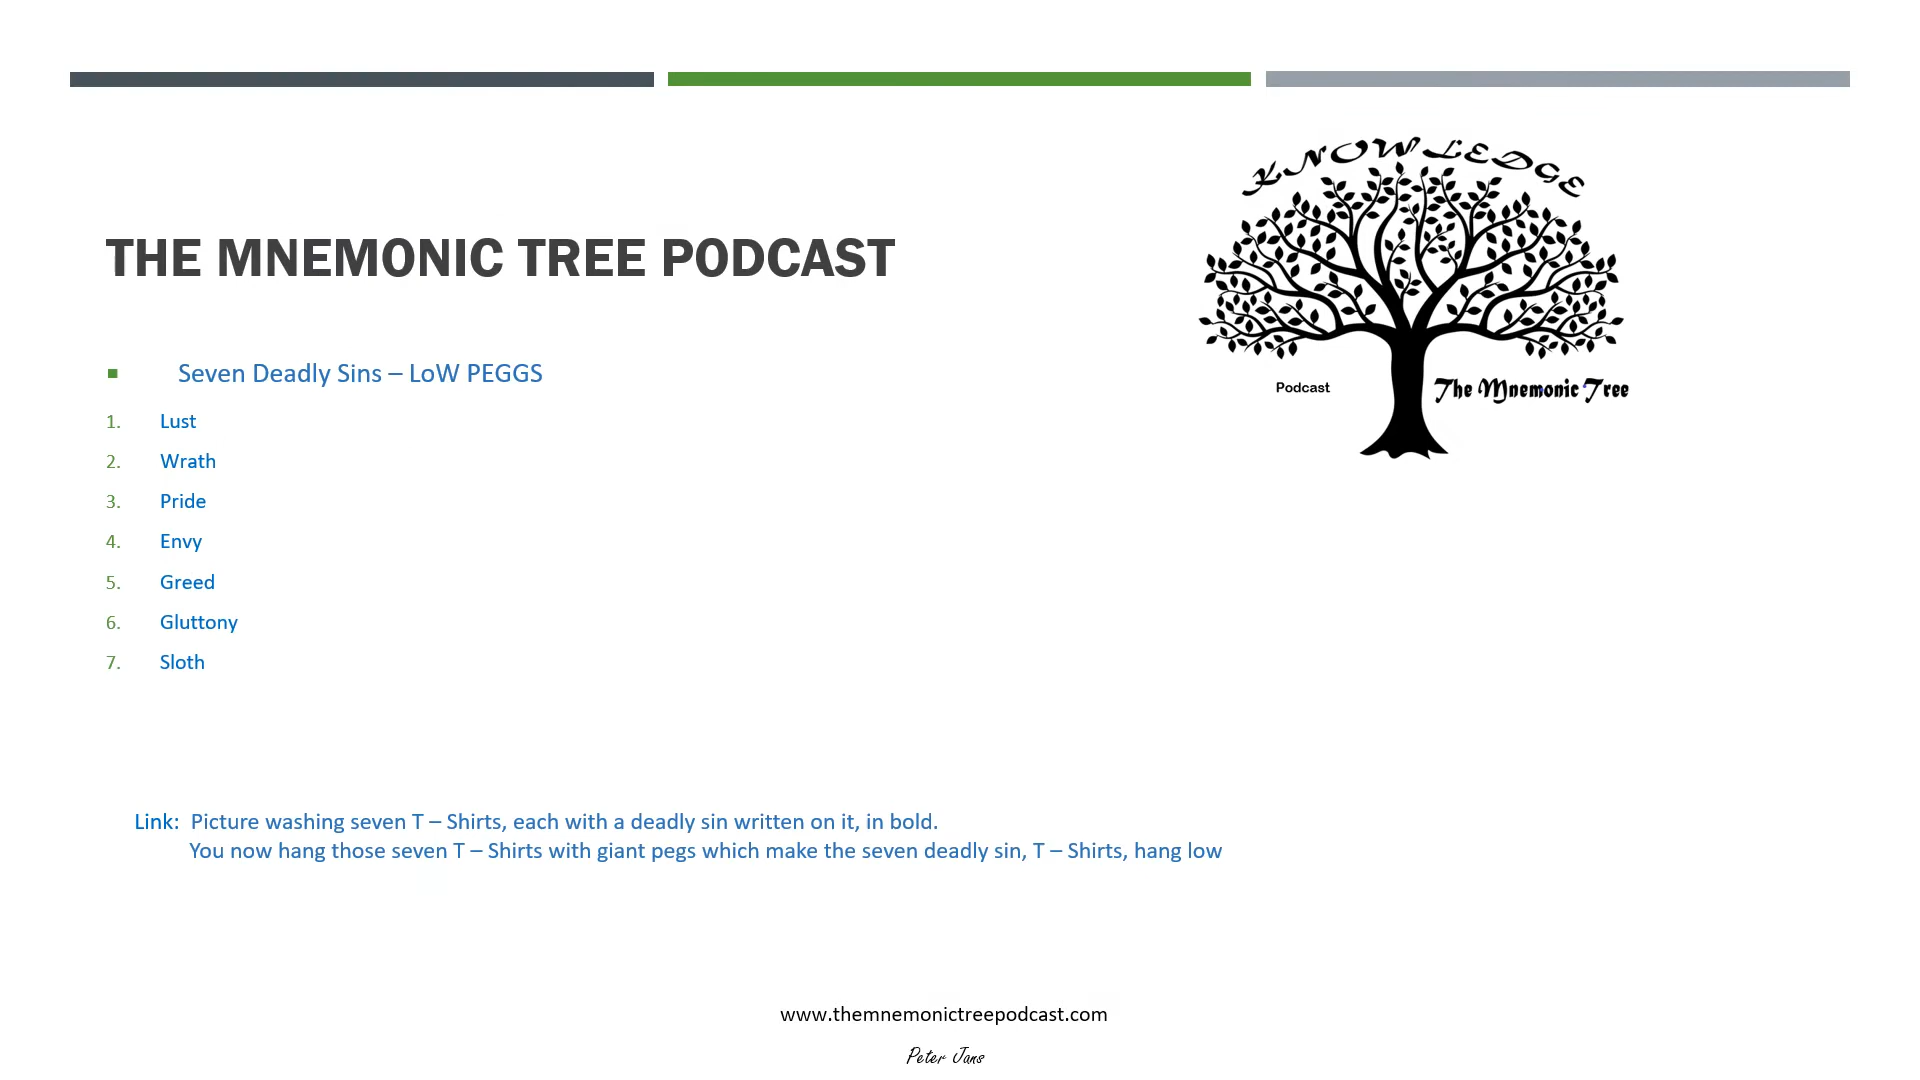 KNOWLEDGE
THE MNEMONIC TREE PODCAST
Podcast
The Mnemonic Tree
▪ Seven Deadly Sins – LoW PEGGS
1. Lust
2. Wrath
3. Pride
4. Envy
5. Greed
6. Gluttony
7. Sloth
Link: Picture washing seven T – Shirts, each with a deadly sin written on it, in bold.
You now hang those seven T – Shirts with giant pegs which make the seven deadly sin, T – Shirts, hang low
www.themnemonictreepodcast.com
Peter Jans